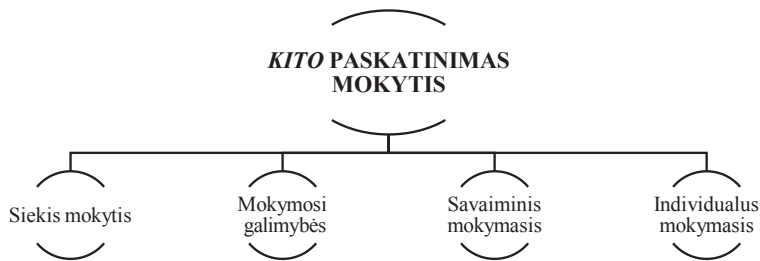 KITO PASKATINIMAS
MOKYTIS
Siekis mokytis
Mokymosi
galimybės
Savaiminis
mokymasis
Individualus
mokymasis